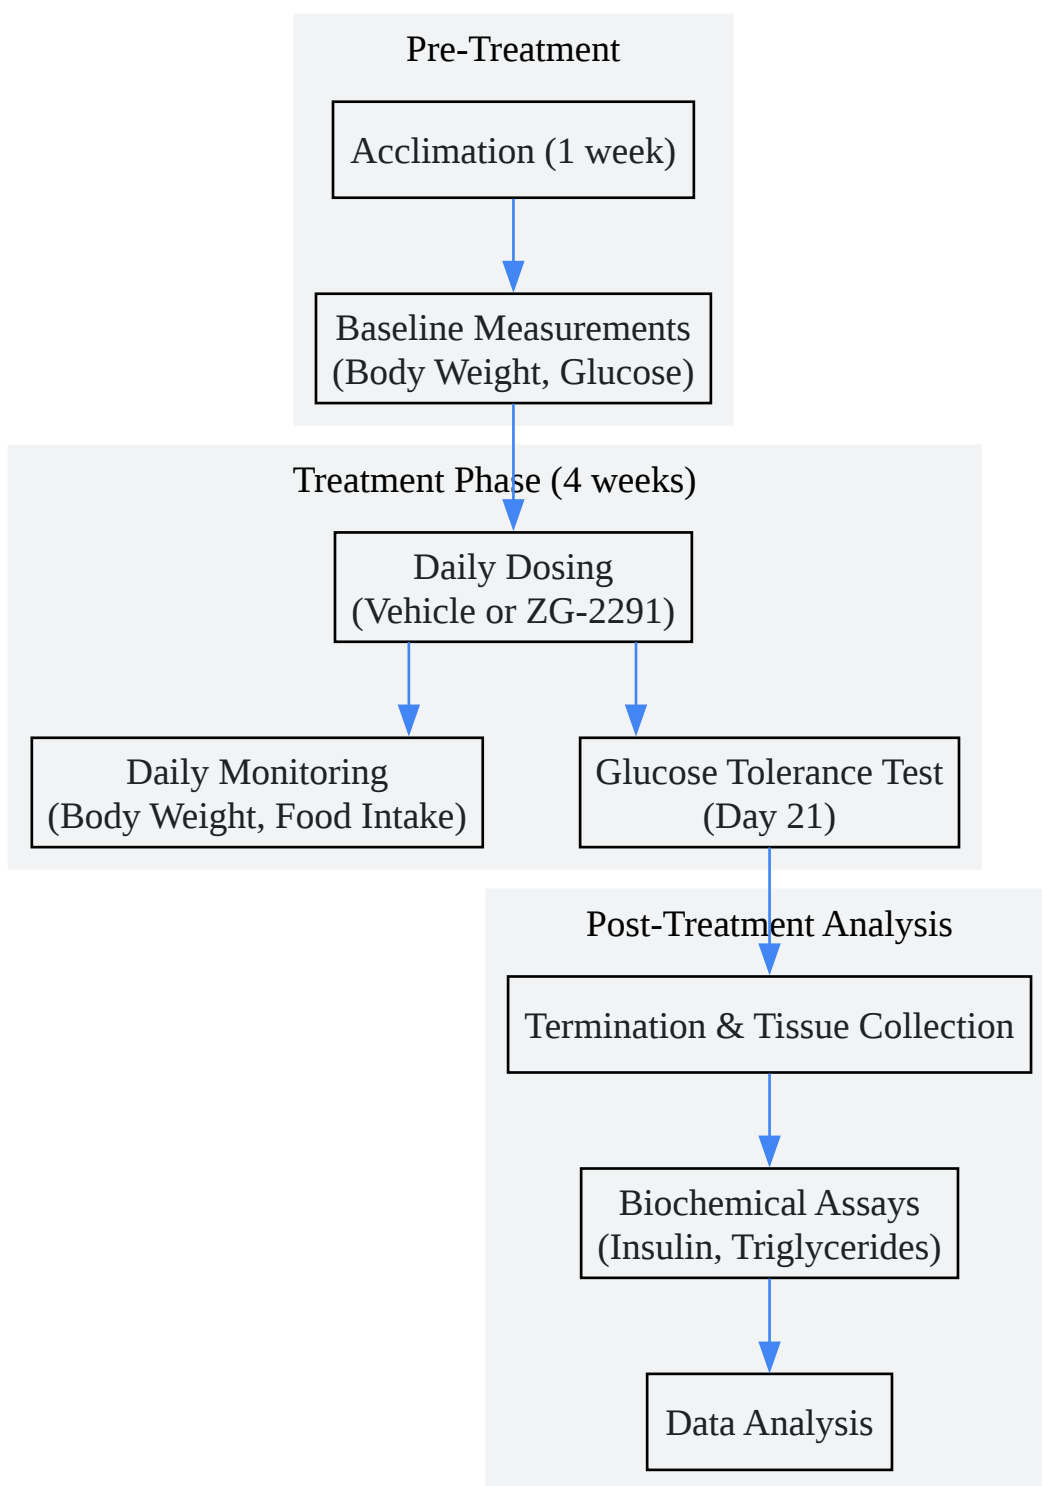 Pre-Treatment
Acclimation (1 week)
Baseline Measurements
(Body Weight, Glucose)
Treatment Phase (4 weeks)
Daily Dosing
(Vehicle or ZG-2291)
Daily Monitoring
(Body Weight, Food Intake)
Glucose Tolerance Test
(Day 21)
Post-Treatment Analysis
Termination & Tissue Collection
Biochemical Assays
(Insulin, Triglycerides)
Data Analysis